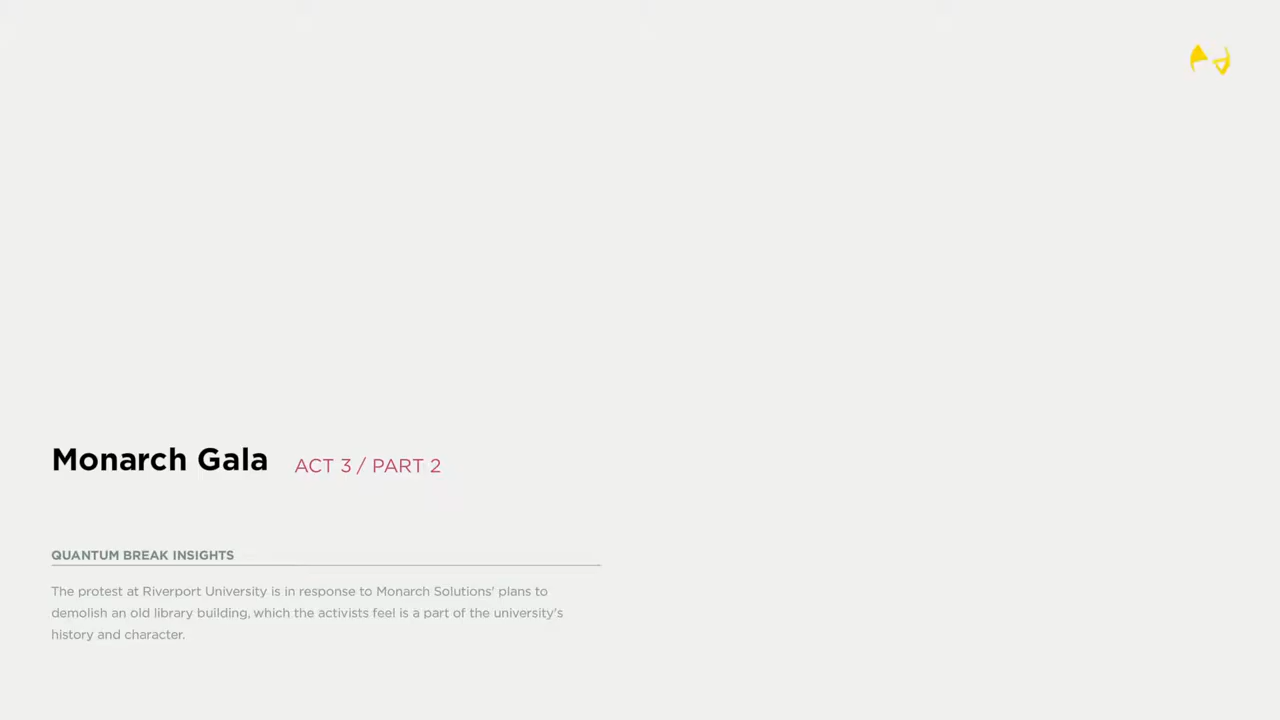 Monarch Gala ACT 3 / PART 2
QUANTUM BREAK INSIGHTS
The protest at Riverport University is in response to Monarch Solutions' plans to
demolish an old library building, which the activists feel is a part of the university's
history and character.